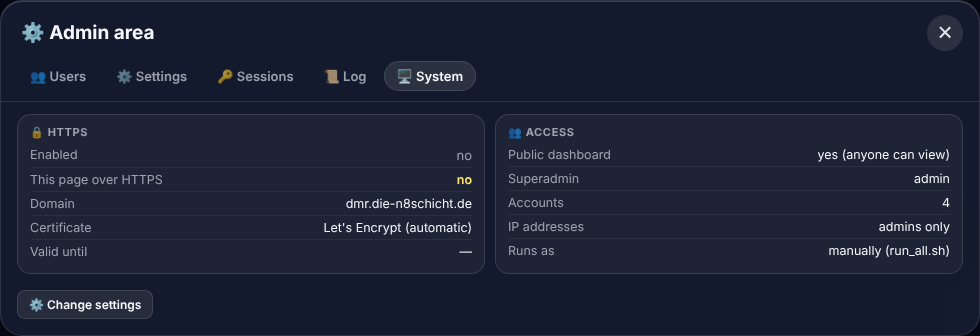 ⚙️ Admin area
✕
👥 Users ⚙️ Settings 🔑 Sessions 📜 Log 🖥️ System
🔒 HTTPS
Enabled no
This page over HTTPS no
Domain dmr.die-n8schicht.de
Certificate Let's Encrypt (automatic)
Valid until —
👥 ACCESS
Public dashboard yes (anyone can view)
Superadmin admin
Accounts 4
IP addresses admins only
Runs as manually (run_all.sh)
⚙️ Change settings